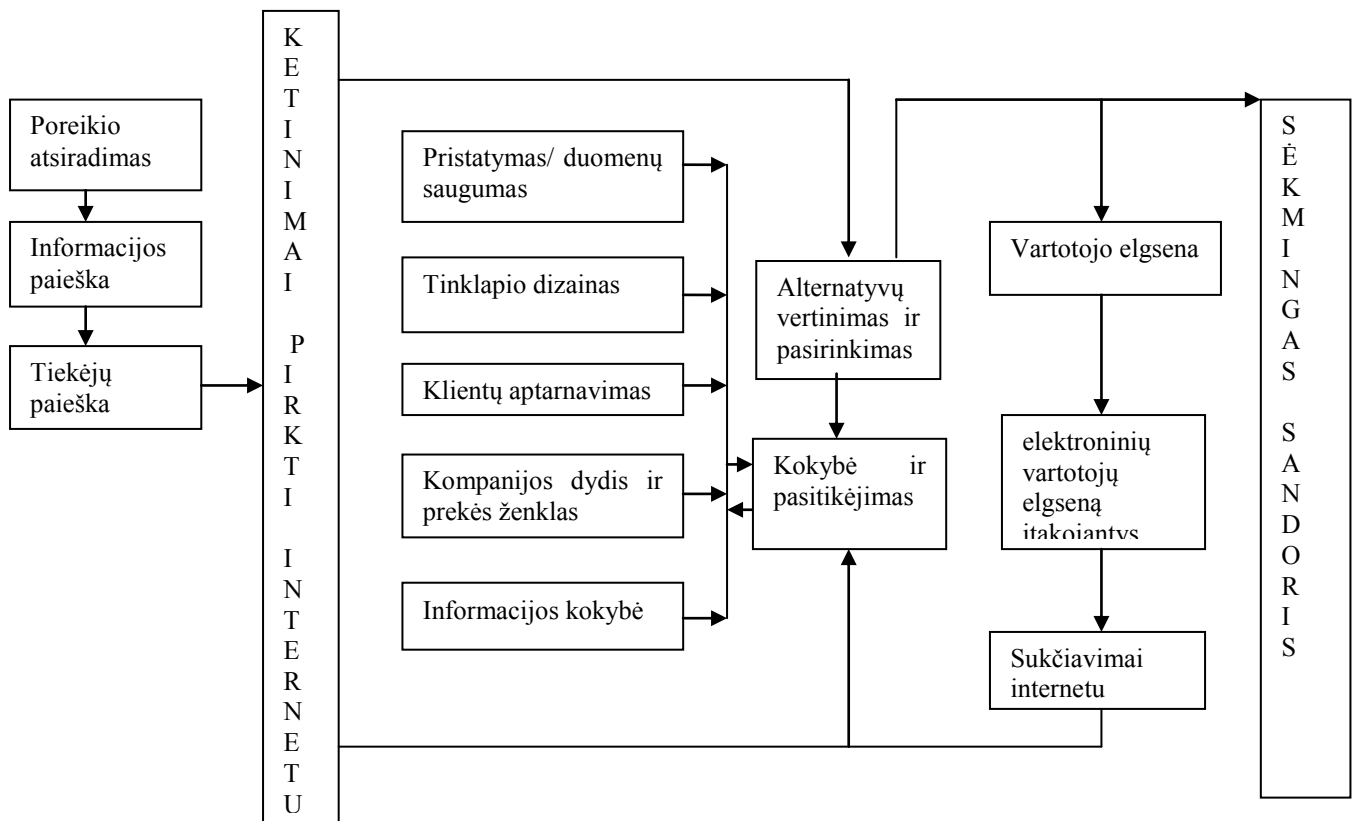 Poreikio
atsiradimas
Informacijos
paieška
Tiekėjų
paieška
K
E
T
I
N
I
M
A
I
P
I
R
K
T
I
I
N
T
E
R
N
E
T
U
Pristatymas/ duomenų
saugumas
Tinklapio dizainas
Klientų aptarnavimas
Kompanijos dydis ir
prekės ženklas
Informacijos kokybė
Alternatyvų
vertinimas ir
pasirinkimas
Kokybė ir
pasitikėjimas
Vartotojo elgsena
elektroninių
vartotojų
elgseną
itakojantys
Sukčiavimai
internetu
S
Ė
K
M
I
N
G
A
S
S
A
N
D
O
R
I
S